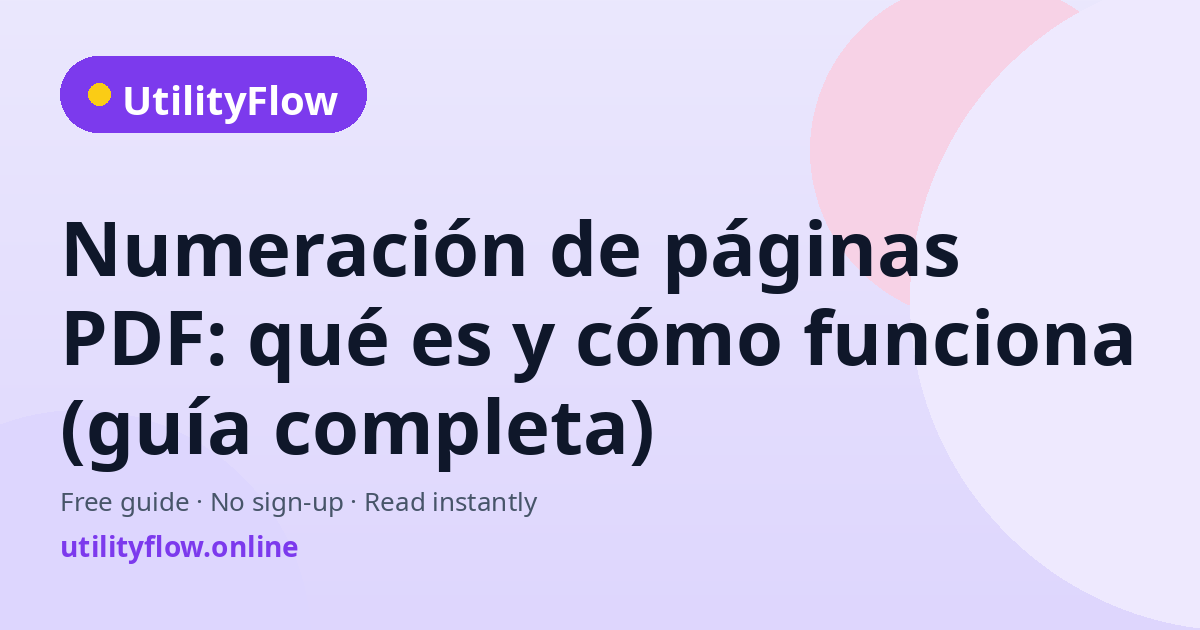 UtilityFlow
Numeración de páginas
PDF: qué es y cómo funciona
(guía completa)
Free guide · No sign-up · Read instantly
utilityflow.online